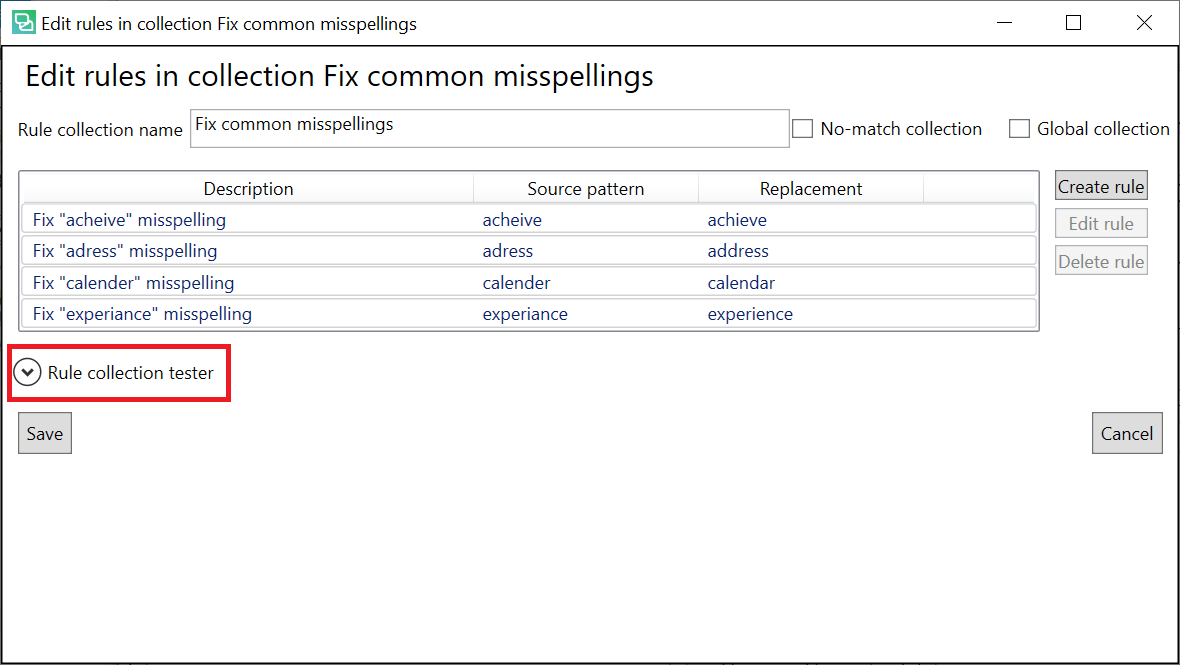 Edit rules in collection Fix common misspellings
Edit rules in collection Fix common misspellings
Rule collection name Fix common misspellings No-match collection Global collection
Description Source pattern Replacement Create rule
Fix "acheive" misspelling acheive achieve Edit rule
Fix "adress" misspelling adress address Delete rule
Fix "calender" misspelling calender calendar
Fix "experiance" misspelling experiance experience
Rule collection tester
Save Cancel